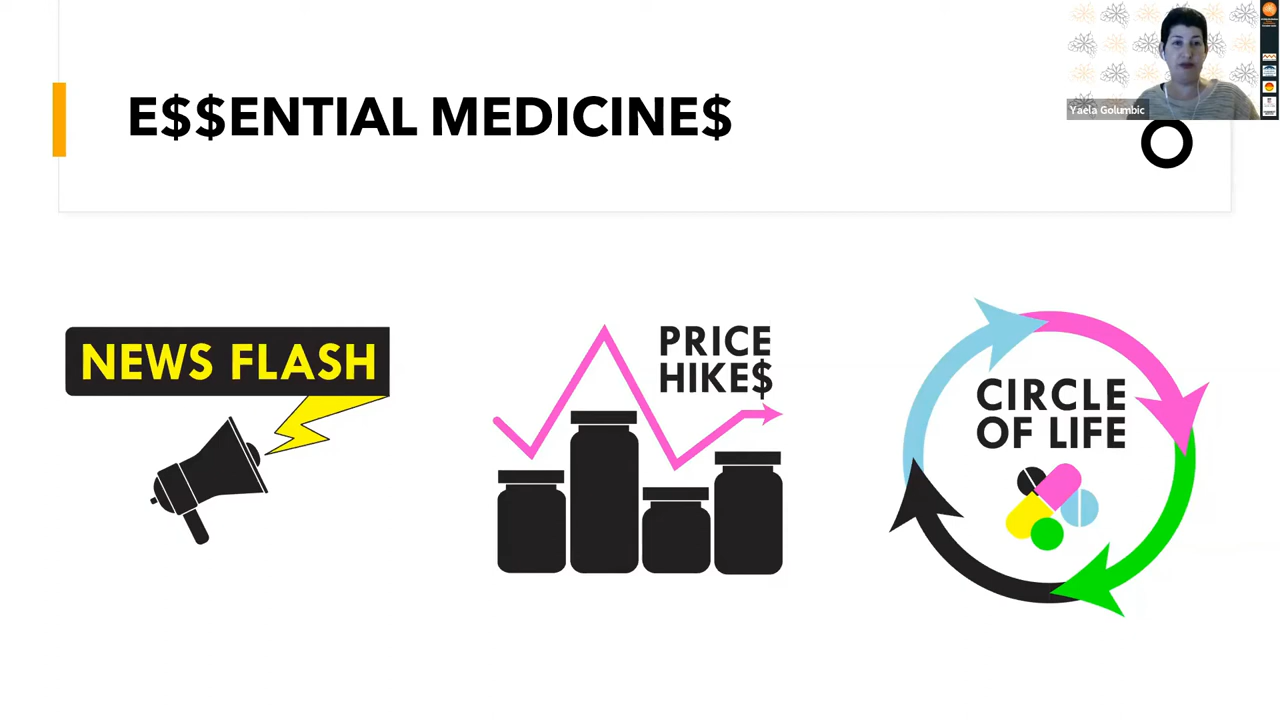 E$$ENTIAL MEDICINE$
Yaela Golumbic
NEWS FLASH
PRICE
HIKE$
CIRCLE
OF LIFE